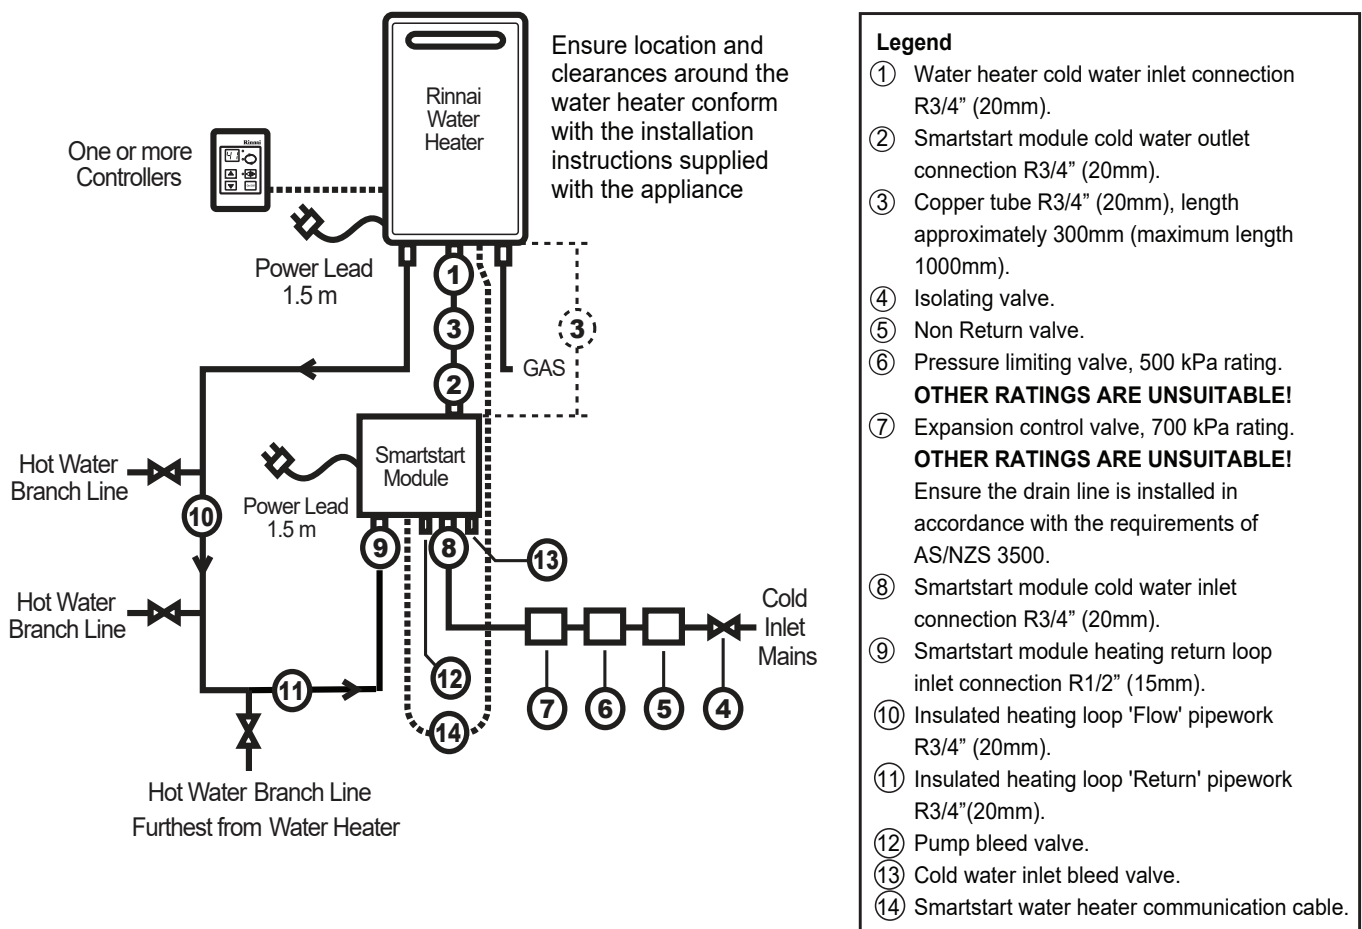 Rinnai
Water
Heater
Ensure location and
clearances around the
water heater conform
with the installation
instructions supplied
with the appliance
One or more
Controllers
Rinnai
41
Power Lead
1.5 m
1
3
2
3
GAS
Smartstart
Module
Power Lead
1.5 m
Hot Water
Branch Line
10
9
8
13
Hot Water
Branch Line
11
12
14
Cold
Inlet
Mains
7
6
5
4
Hot Water Branch Line
Furthest from Water Heater
Legend
1 Water heater cold water inlet connection
R3/4” (20mm).
2 Smartstart module cold water outlet
connection R3/4” (20mm).
3 Copper tube R3/4” (20mm), length
approximately 300mm (maximum length
1000mm).
4 Isolating valve.
5 Non Return valve.
6 Pressure limiting valve, 500 kPa rating.
OTHER RATINGS ARE UNSUITABLE!
7 Expansion control valve, 700 kPa rating.
OTHER RATINGS ARE UNSUITABLE!
Ensure the drain line is installed in
accordance with the requirements of
AS/NZS 3500.
8 Smartstart module cold water inlet
connection R3/4” (20mm).
9 Smartstart module heating return loop
inlet connection R1/2” (15mm).
10 Insulated heating loop 'Flow' pipework
R3/4” (20mm).
11 Insulated heating loop 'Return' pipework
R3/4”(20mm).
12 Pump bleed valve.
13 Cold water inlet bleed valve.
14 Smartstart water heater communication cable.